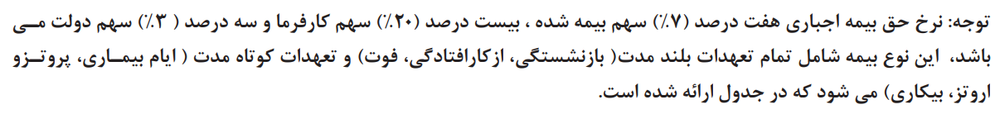 توجه: نرخ حق بیمه اجباری هفت درصد (۷٪) سهم بیمه شده ، بیست درصد (۲۰٪) سهم کارفرما و سه درصد ( ۳٪) سهم دولت مـی
باشد، این نوع بیمه شامل تمام تعهدات بلند مدت( بازنشستگی، ازکارافتادگی، فوت) و تعهدات کوتاه مدت ( ایام بیمـاری، پروتـزو
اروتز، بیکاری) می شود که در جدول ارائه شده است.